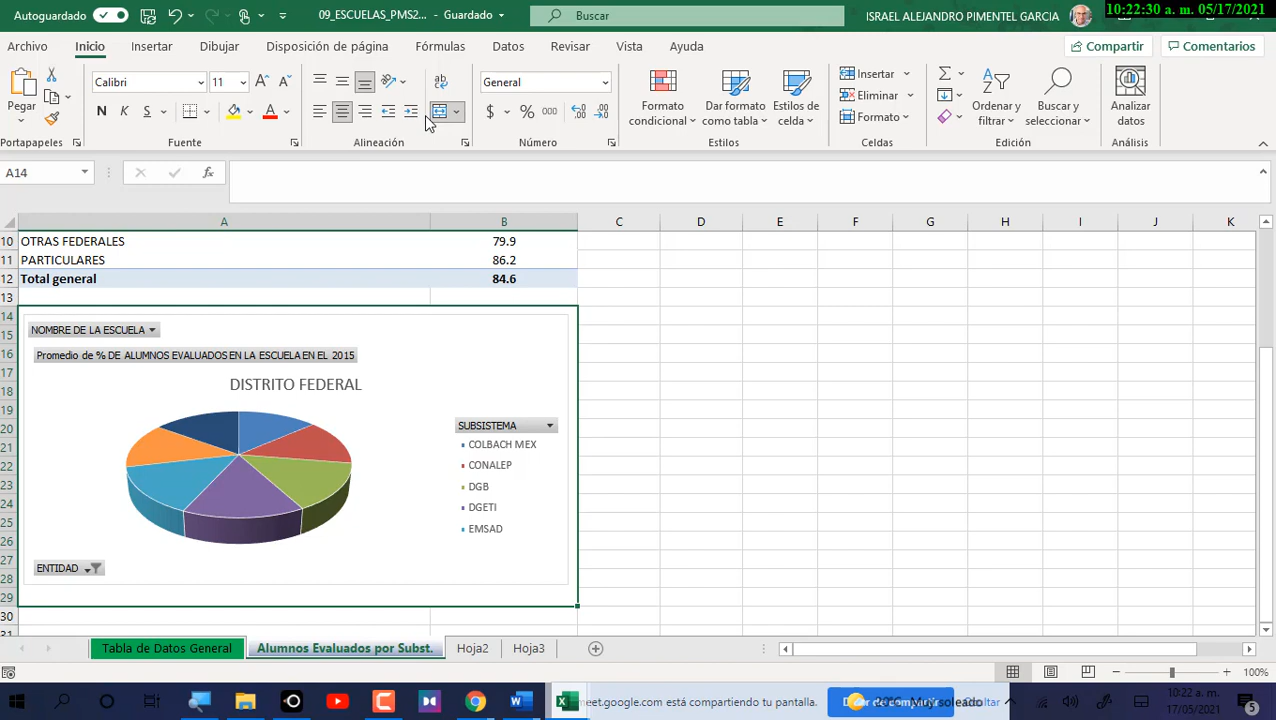 Autoguardado
09_ESCUELAS_PMS2... - Guardado
Buscar
ISRAEL ALEJANDRO PIMENTEL GARCIA
10:22:30 a. m. 05/17/2021
Archivo Inicio Insertar Dibujar Disposición de página Fórmulas Datos Revisar Vista Ayuda
Compartir Comentarios
Pegar
Calibri 11
N K S
ab
General
$ % 000
Formato condicional
Dar formato como tabla
Estilos de celda
Insertar
Eliminar
Formato
Ordenar y filtrar
Buscar y seleccionar
Analizar datos
Portapapeles Fuente Alineación Número Estilos Celdas Edición Análisis
A14 fx
A B C D E F G H I J K
10 OTRAS FEDERALES 79.9
11 PARTICULARES 86.2
12 Total general 84.6
13
14
15
16
17
18
19
20
21
22
23
24
25
26
27
28
29
30
31
NOMBRE DE LA ESCUELA
Promedio de % DE ALUMNOS EVALUADOS EN LA ESCUELA EN EL 2015
DISTRITO FEDERAL
SUBSISTEMA
COLBACH MEX
CONALEP
DGB
DGETI
EMSAD
ENTIDAD
Tabla de Datos General Alumnos Evaluados por Subst. Hoja2 Hoja3
100%
meet.google.com está compartiendo tu pantalla.
soleado
10:22 a. m.
17/05/2021
5